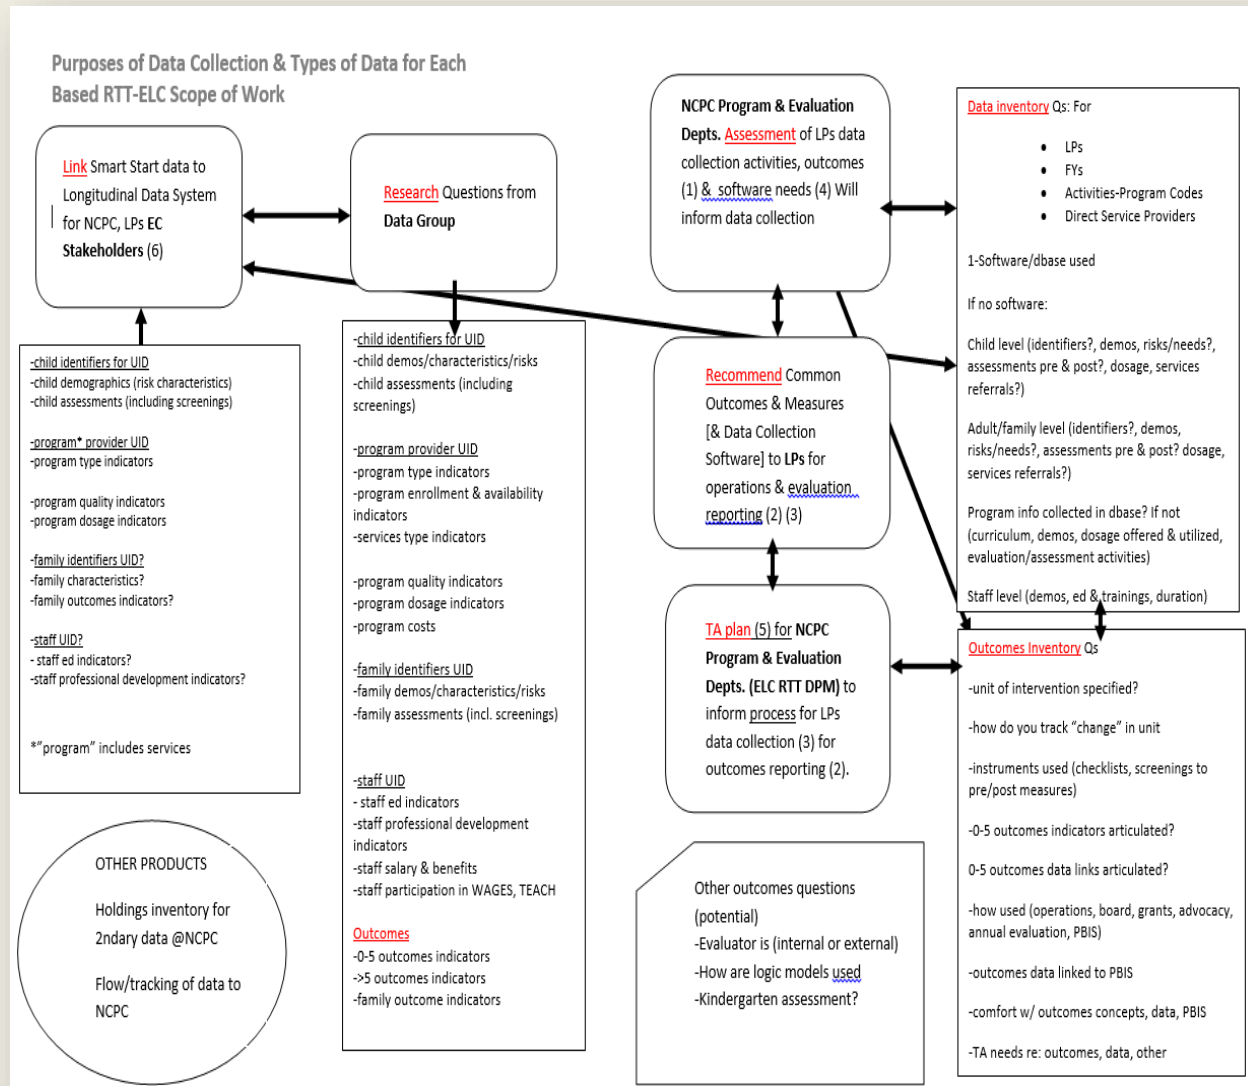 Purposes of Data Collection & Types of Data for Each
Based RTT-ELC Scope of Work
Link Smart Start data to
Longitudinal Data System
for NCPC, LPs EC
Stakeholders (6)
Research Questions from
Data Group
NCPC Program & Evaluation
Depts. Assessment of LPs data
collection activities, outcomes
(1) & software needs (4) Will
inform data collection
Data inventory Qs: For
• LPs
• FYs
• Activities-Program Codes
• Direct Service Providers
1-Software/dbase used
If no software:
Child level (identifiers?, demos, risks/needs?,
assessments pre & post?, dosage, services
referrals?)
Adult/family level (identifiers?, demos,
risks/needs?, assessments pre & post? dosage,
services referrals?)
Program info collected in dbase? If not
(curriculum, demos, dosage offered & utilized,
evaluation/assessment activities)
Staff level (demos, ed & trainings, duration)
-child identifiers for UID
-child demographics (risk characteristics)
-child assessments (including screenings)
-program* provider UID
-program type indicators
-program quality indicators
-program dosage indicators
-family identifiers UID?
-family characteristics?
-family outcomes indicators?
-staff UID?
- staff ed indicators?
-staff professional development indicators?
*"program" includes services
-child identifiers for UID
-child demos/characteristics/risks
-child assessments (including
screenings)
-program provider UID
-program type indicators
-program enrollment & availability
indicators
-services type indicators
-program quality indicators
-program dosage indicators
-program costs
-family identifiers UID
-family demos/characteristics/risks
-family assessments (incl. screenings)
-staff UID
- staff ed indicators
-staff professional development
indicators
-staff salary & benefits
-staff participation in WAGES, TEACH
Outcomes
-0-5 outcomes indicators
->5 outcomes indicators
-family outcome indicators
Recommend Common
Outcomes & Measures
[& Data Collection
Software] to LPs for
operations & evaluation
reporting (2) (3)
TA plan (5) for NCPC
Program & Evaluation
Depts. (ELC RTT DPM) to
inform process for LPs
data collection (3) for
outcomes reporting (2).
Outcomes Inventory Qs
-unit of intervention specified?
-how do you track “change” in unit
-instruments used (checklists, screenings to
pre/post measures)
-0-5 outcomes indicators articulated?
0-5 outcomes data links articulated?
-how used (operations, board, grants, advocacy,
annual evaluation, PBIS)
-outcomes data linked to PBIS
-comfort w/ outcomes concepts, data, PBIS
-TA needs re: outcomes, data, other
OTHER PRODUCTS
Holdings inventory for
2ndary data @NCPC
Flow/tracking of data to
NCPC
Other outcomes questions
(potential)
-Evaluator is (internal or external)
-How are logic models used
-Kindergarten assessment?